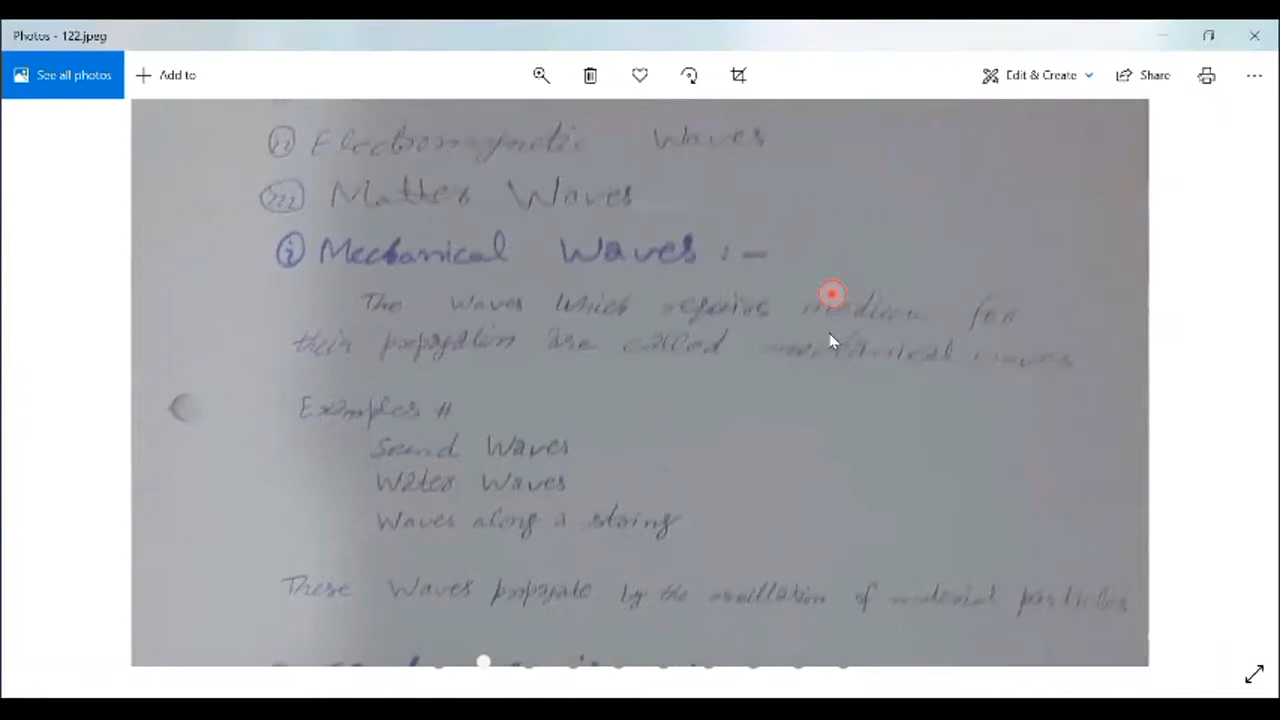 Photos - 122.jpeg
See all photos
Add to
Edit & Create
Share
(ii) Electromagnetic Waves
(iii) Matter Waves
(i) Mechanical Waves :-
The Waves Which require medium for
their propagation are called mechanical waves
Examples #
Sound Waves
Water Waves
Waves along a string
These Waves propagate by the oscillation of material particles